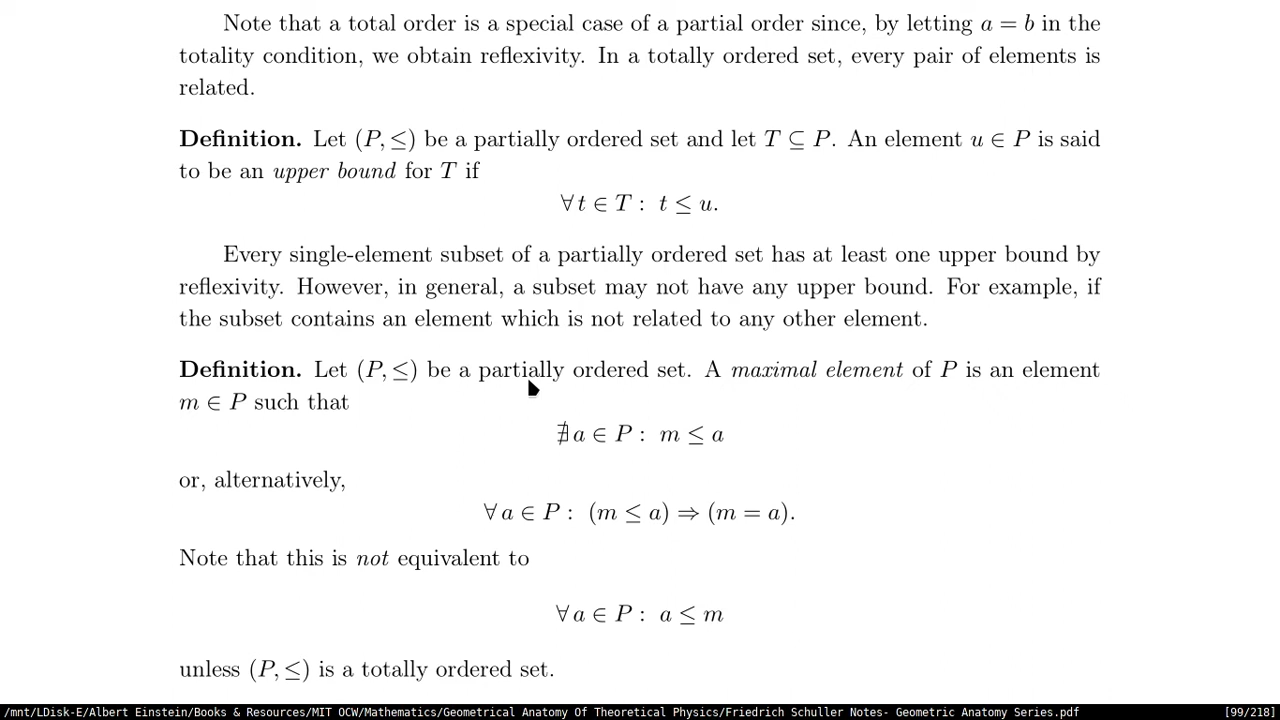 Note that a total order is a special case of a partial order since, by letting a = b in the
totality condition, we obtain reflexivity. In a totally ordered set, every pair of elements is
related.
Definition. Let (P, ≤) be a partially ordered set and let T ⊆ P. An element u ∈ P is said
to be an upper bound for T if
∀ t ∈ T : t ≤ u.
Every single-element subset of a partially ordered set has at least one upper bound by
reflexivity. However, in general, a subset may not have any upper bound. For example, if
the subset contains an element which is not related to any other element.
Definition. Let (P, ≤) be a partially ordered set. A maximal element of P is an element
m ∈ P such that
∄ a ∈ P : m ≤ a
or, alternatively,
∀ a ∈ P : (m ≤ a) ⇒ (m = a).
Note that this is not equivalent to
∀ a ∈ P : a ≤ m
unless (P, ≤) is a totally ordered set.
/mnt/LDisk-E/Albert Einstein/Books & Resources/MIT OCW/Mathematics/Geometrical Anatomy Of Theoretical Physics/Friedrich Schuller Notes- Geometric Anatomy Series.pdf [99/218]